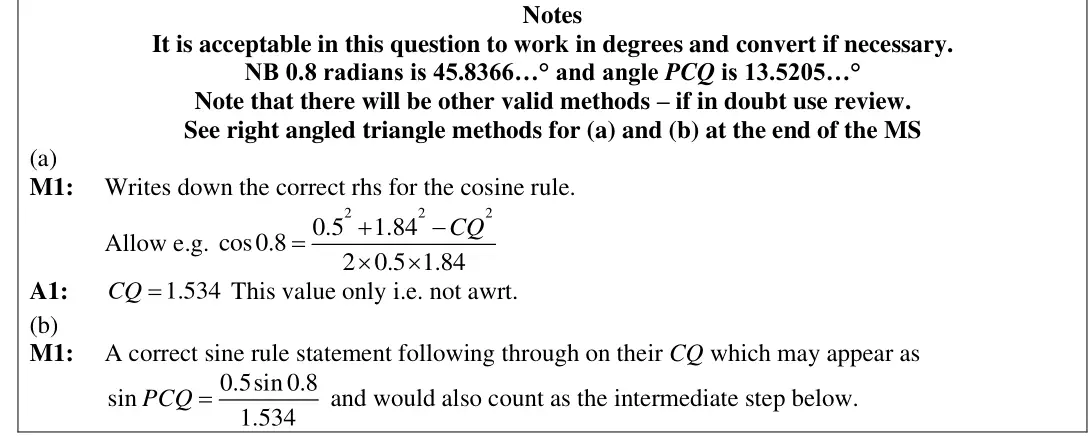 Notes
It is acceptable in this question to work in degrees and convert if necessary.
NB 0.8 radians is 45.8366…° and angle PCQ is 13.5205…°
Note that there will be other valid methods – if in doubt use review.
See right angled triangle methods for (a) and (b) at the end of the MS
(a)
M1: Writes down the correct rhs for the cosine rule.
Allow e.g. cos 0.8 = (0.5² + 1.84² − CQ²) / (2×0.5×1.84)
A1: CQ = 1.534 This value only i.e. not awrt.
(b)
M1: A correct sine rule statement following through on their CQ which may appear as
sin PCQ = (0.5 sin 0.8) / 1.534 and would also count as the intermediate step below.